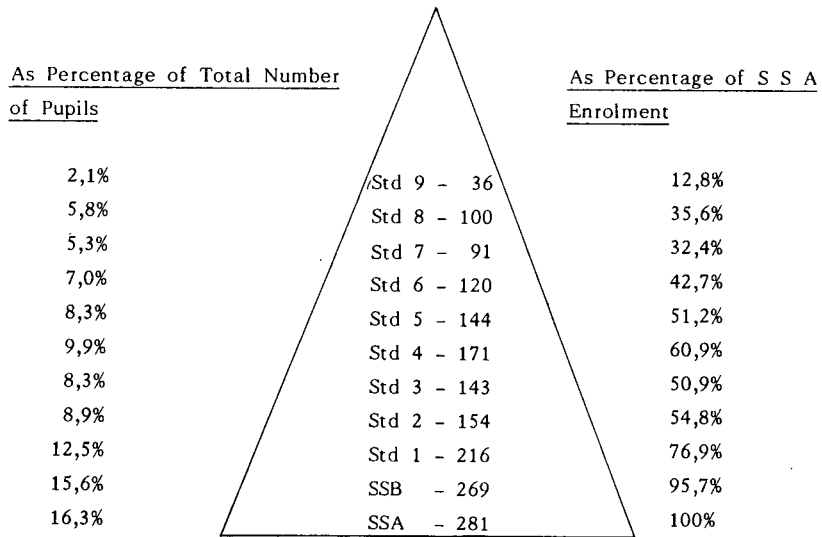 As Percentage of Total Number
of Pupils
As Percentage of S S A
Enrolment
2,1% Std 9 – 36 12,8%
5,8% Std 8 – 100 35,6%
5,3% Std 7 – 91 32,4%
7,0% Std 6 – 120 42,7%
8,3% Std 5 – 144 51,2%
9,9% Std 4 – 171 60,9%
8,3% Std 3 – 143 50,9%
8,9% Std 2 – 154 54,8%
12,5% Std 1 – 216 76,9%
15,6% SSB – 269 95,7%
16,3% SSA – 281 100%